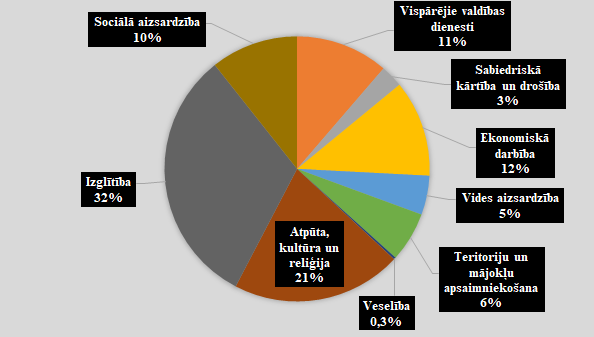 Sociālā aizsardzība
10%
Vispārējie valdības
dienesti
11%
Sabiedriskā
kārtība un drošība
3%
Ekonomiskā
darbība
12%
Vides aizsardzība
5%
Teritoriju un
mājokļu
apsaimniekošana
6%
Veselība
0,3%
Atpūta,
kultūra un
reliģija
21%
Izglītība
32%